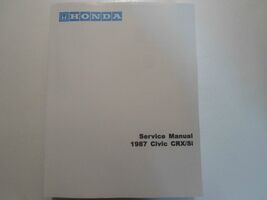 HONDA
Service Manual
1987 Civic CRX/Si